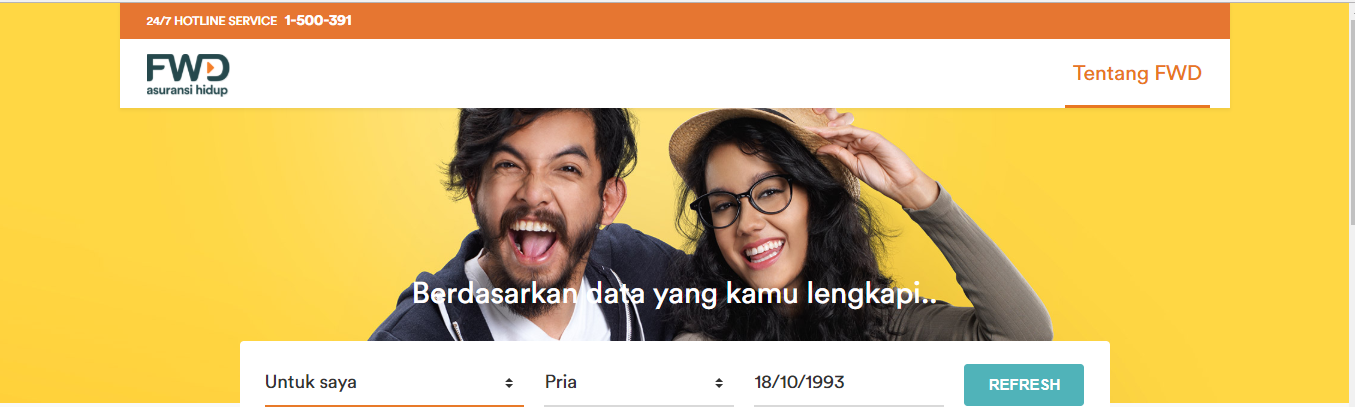 24/7 HOTLINE SERVICE 1-500-391
FWD
asuransi hidup
Tentang FWD
Berdasarkan data yang kamu lengkapi..
Untuk saya Pria 18/10/1993 REFRESH